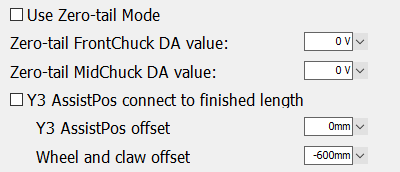 Use Zero-tail Mode
Zero-tail FrontChuck DA value: 0 V
Zero-tail MidChuck DA value: 0 V
Y3 AssistPos connect to finished length
Y3 AssistPos offset 0mm
Wheel and claw offset -600mm